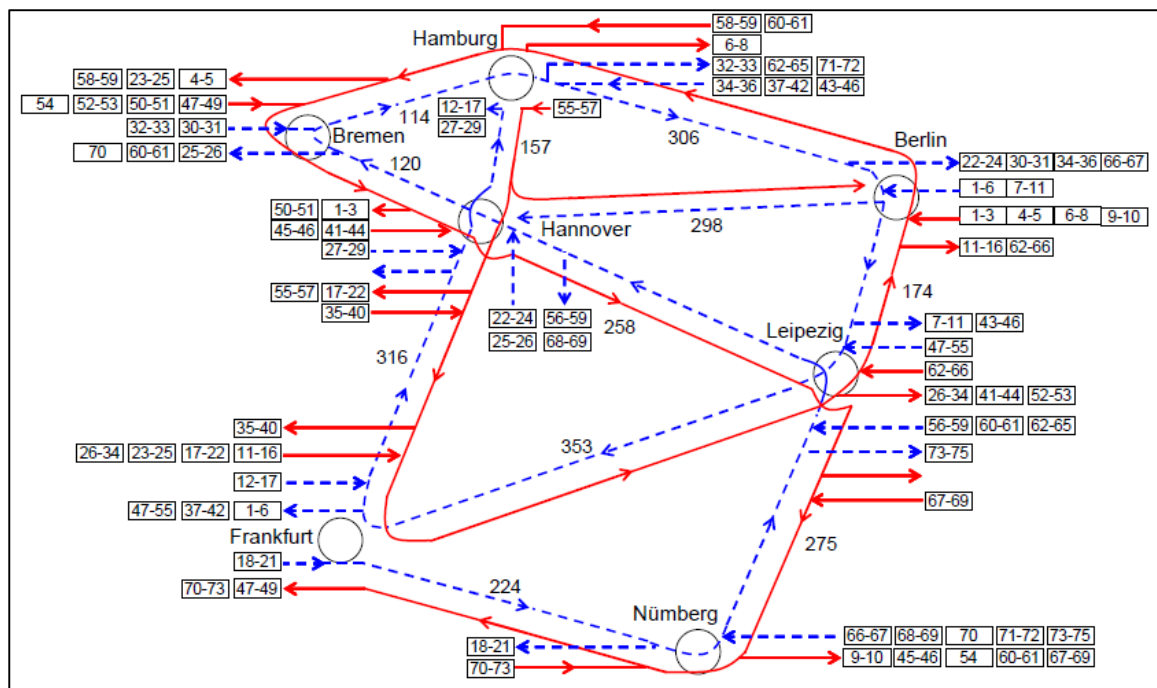 58-59 60-61
Hamburg
6-8
58-59 23-25 4-5
32-33 62-65 71-72
34-36 37-42 43-46
54 52-53 50-51 47-49
12-17
55-57
27-29
114
32-33 30-31
Bremen
157
306
Berlin
70 60-61 25-26
120
22-24 30-31 34-36 66-67
1-6 7-11
50-51 1-3
45-46 41-44
27-29
Hannover
298
1-3 4-5 6-8 9-10
11-16 62-66
55-57 17-22
35-40
174
22-24 56-59
25-26 68-69
258
Leipezig
7-11 43-46
47-55
316
62-66
26-34 41-44 52-53
35-40
56-59 60-61 62-65
26-34 23-25 17-22 11-16
353
73-75
12-17
67-69
47-55 37-42 1-6
Frankfurt
275
18-21
224
70-73 47-49
Nümberg
18-21
66-67 68-69 70 71-72 73-75
70-73
9-10 45-46 54 60-61 67-69